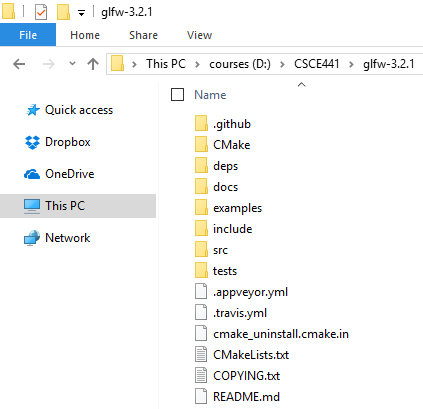 glfw-3.2.1
File Home Share View
This PC courses (D:) CSCE441 glfw-3.2.1
Name
Quick access
Dropbox
OneDrive
This PC
Network
.github
CMake
deps
docs
examples
include
src
tests
.appveyor.yml
.travis.yml
cmake_uninstall.cmake.in
CMakeLists.txt
COPYING.txt
README.md